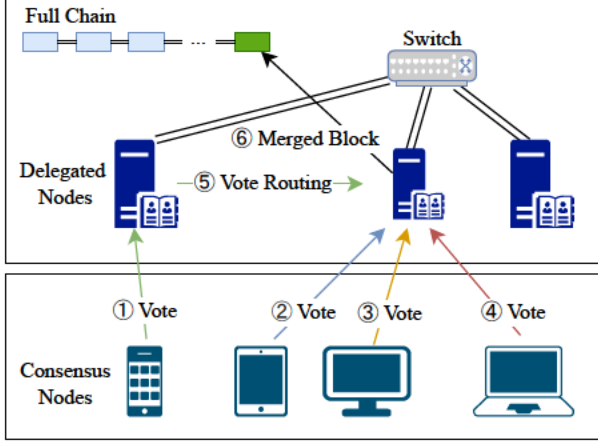 Full Chain
...
Switch
⑥ Merged Block
Delegated
Nodes
⑤ Vote Routing
① Vote
② Vote
③ Vote
④ Vote
Consensus
Nodes